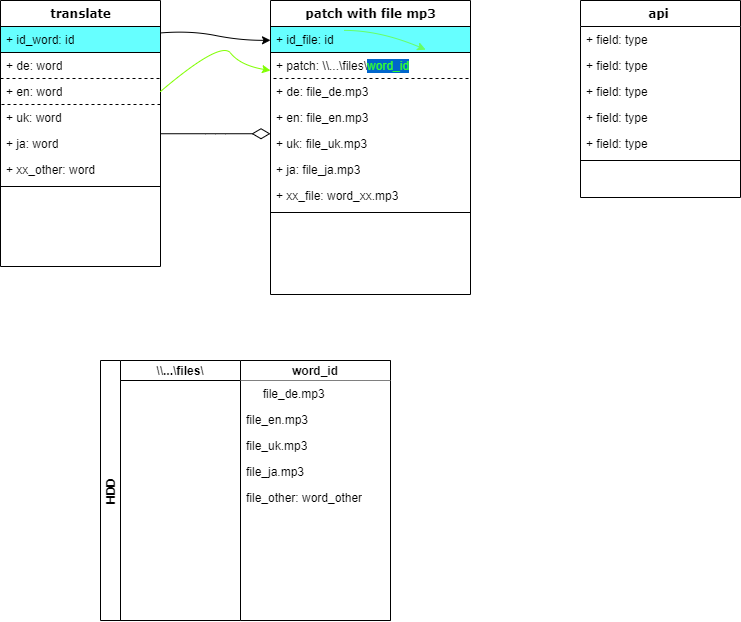 translate
+ id_word: id
+ de: word
+ en: word
+ uk: word
+ ja: word
+ xx_other: word
patch with file mp3
+ id_file: id
+ patch: \\...\files\word_id
+ de: file_de.mp3
+ en: file_en.mp3
+ uk: file_uk.mp3
+ ja: file_ja.mp3
+ xx_file: word_xx.mp3
api
+ field: type
+ field: type
+ field: type
+ field: type
+ field: type
HDD
\\...\files\
word_id
file_de.mp3
file_en.mp3
file_uk.mp3
file_ja.mp3
file_other: word_other